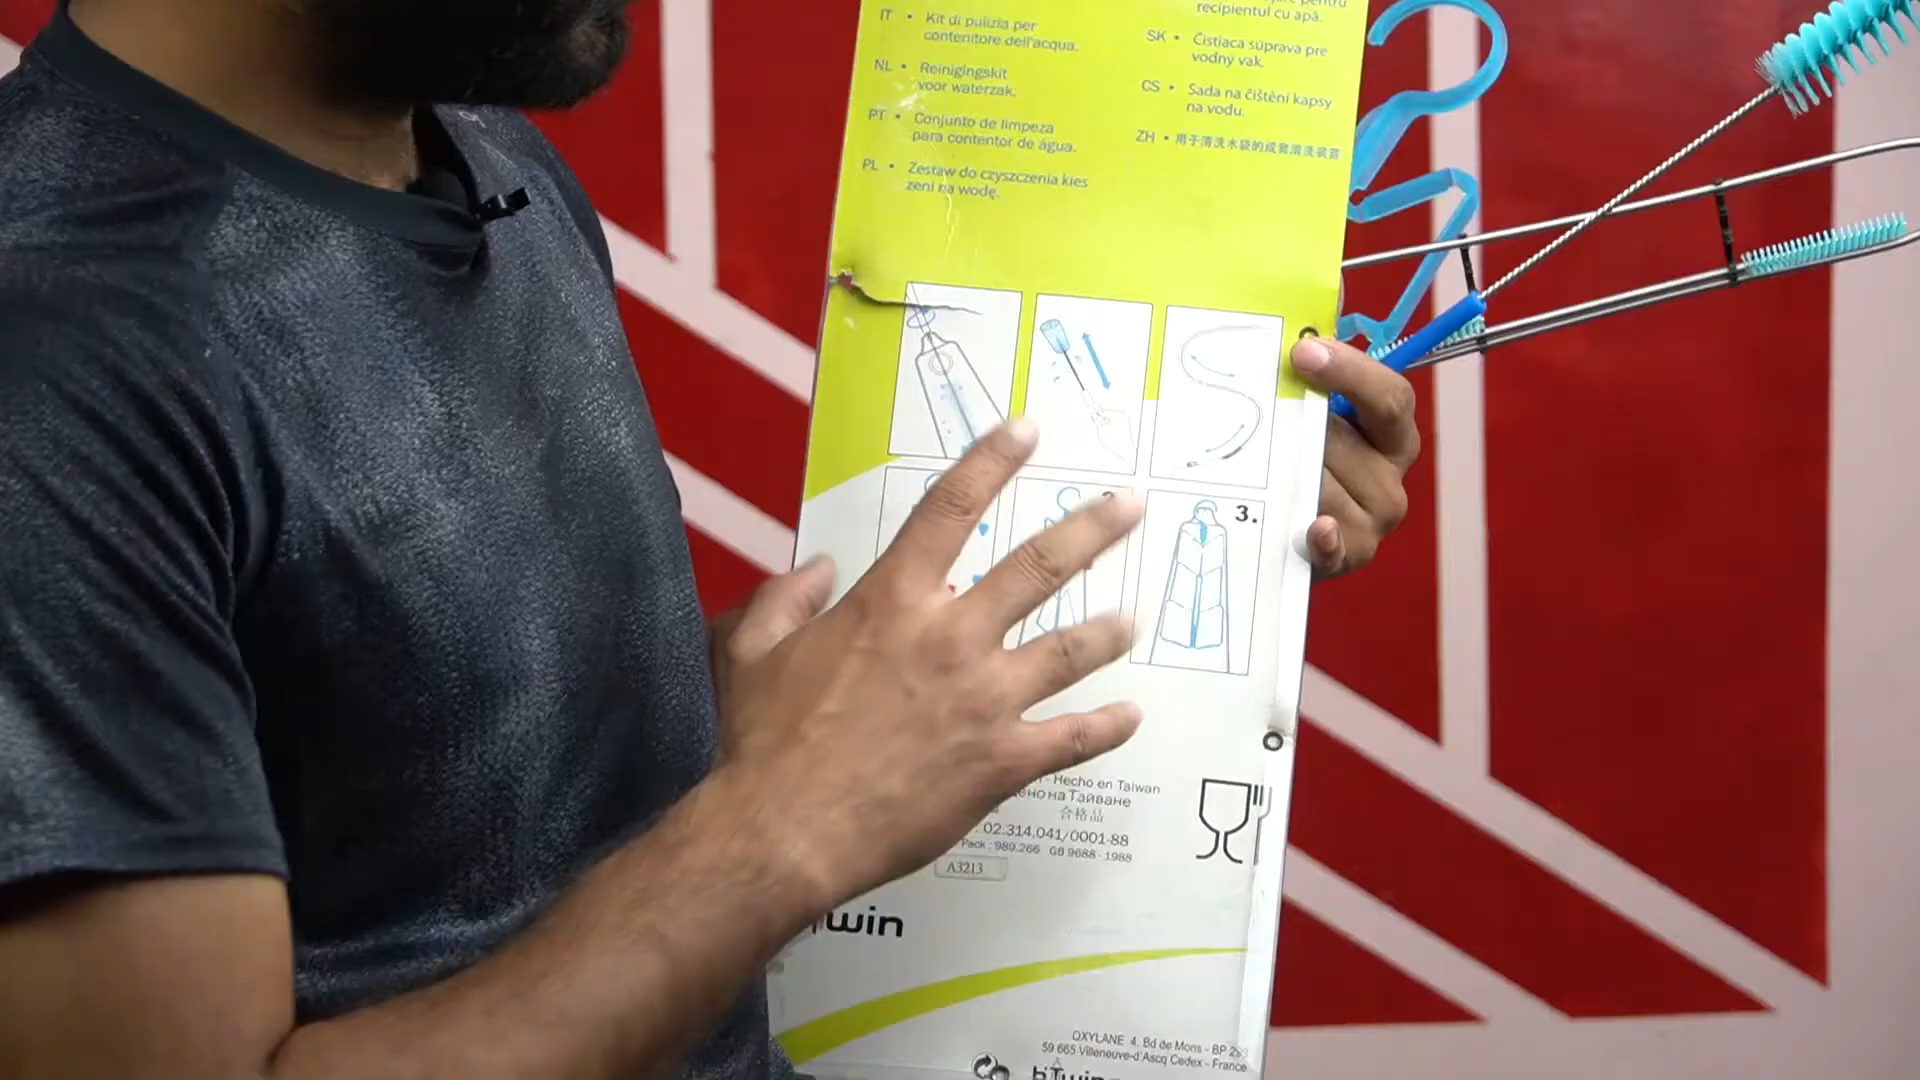 recipientul cu apă.
IT • Kit di pulizia per
contenitore dell'acqua.
NL • Reinigingskit
voor waterzak.
PT • Conjunto de limpeza
para contentor de água.
PL • Zestaw do czyszczenia kies
zeni na wodę.
SK • Čistiaca súprava pre
vodný vak.
CS • Sada na čištění kapsy
na vodu.
ZH • 用于清洗水袋的成套清洗装置
3.
- Hecho en Taiwan
на Тайване
合格品
: 02.314.041/0001-88
Pack : 989.266 GB 9688 - 1988
A3213
win
OXYLANE 4, Bd de Mons - BP
59 665 Villeneuve-d'Ascq Cedex - France